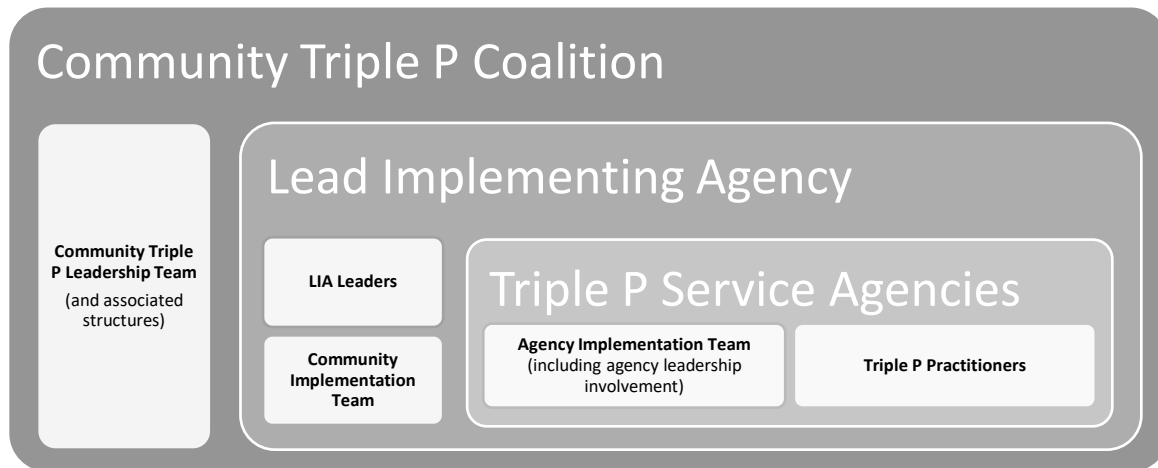 Community Triple P Coalition
Community Triple
P Leadership Team
(and associated
structures)
Lead Implementing Agency
LIA Leaders
Community
Implementation
Team
Triple P Service Agencies
Agency Implementation Team
(including agency leadership
involvement)
Triple P Practitioners